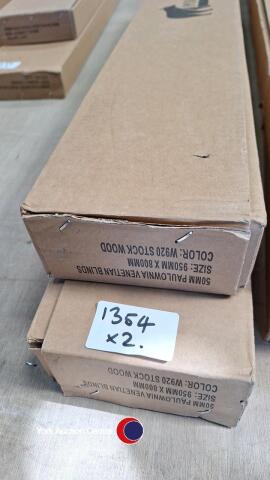 50MM PAULOWNIA VENETIAN BLINDS
SIZE: 950MM X 800MM
COLOR: W920 STOCK WOOD
1364
x2.
50MM PAULOWNIA VENETIAN BLINDS
SIZE: 950MM X 800MM
COLOR: W920 STOCK WOOD
York Auction Centre